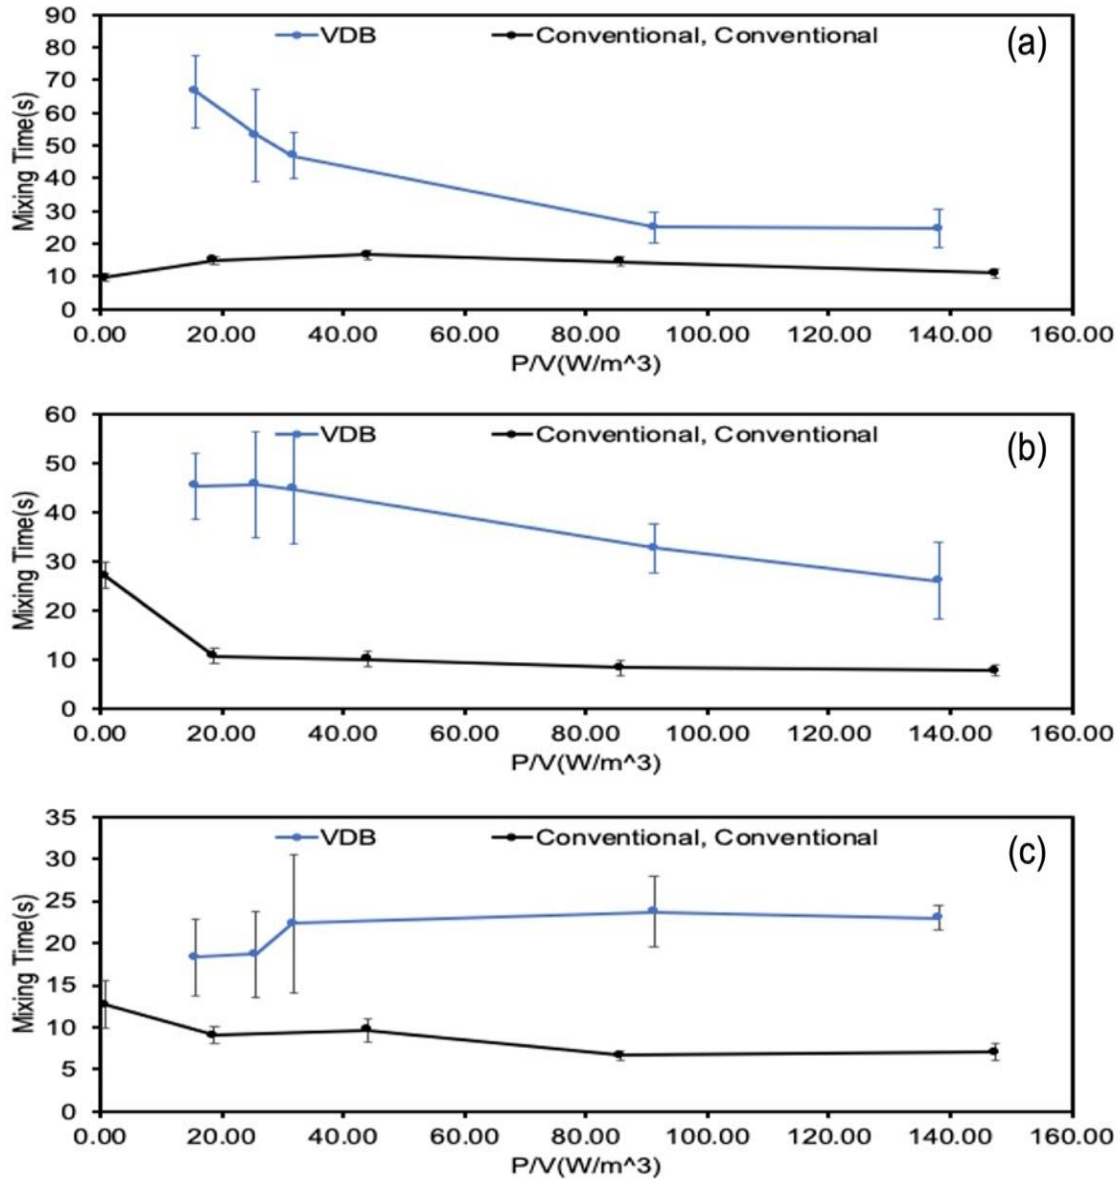 90
VDB Conventional, Conventional (a)
80
70
60
50
40
30
20
10
0
Mixing Time(s)
0.00 20.00 40.00 60.00 80.00 100.00 120.00 140.00 160.00
P/V(W/m^3)
60
VDB Conventional, Conventional (b)
50
40
30
20
10
0
Mixing Time(s)
0.00 20.00 40.00 60.00 80.00 100.00 120.00 140.00 160.00
P/V(W/m^3)
35
VDB Conventional, Conventional (c)
30
25
20
15
10
5
0
Mixing Time(s)
0.00 20.00 40.00 60.00 80.00 100.00 120.00 140.00 160.00
P/V(W/m^3)